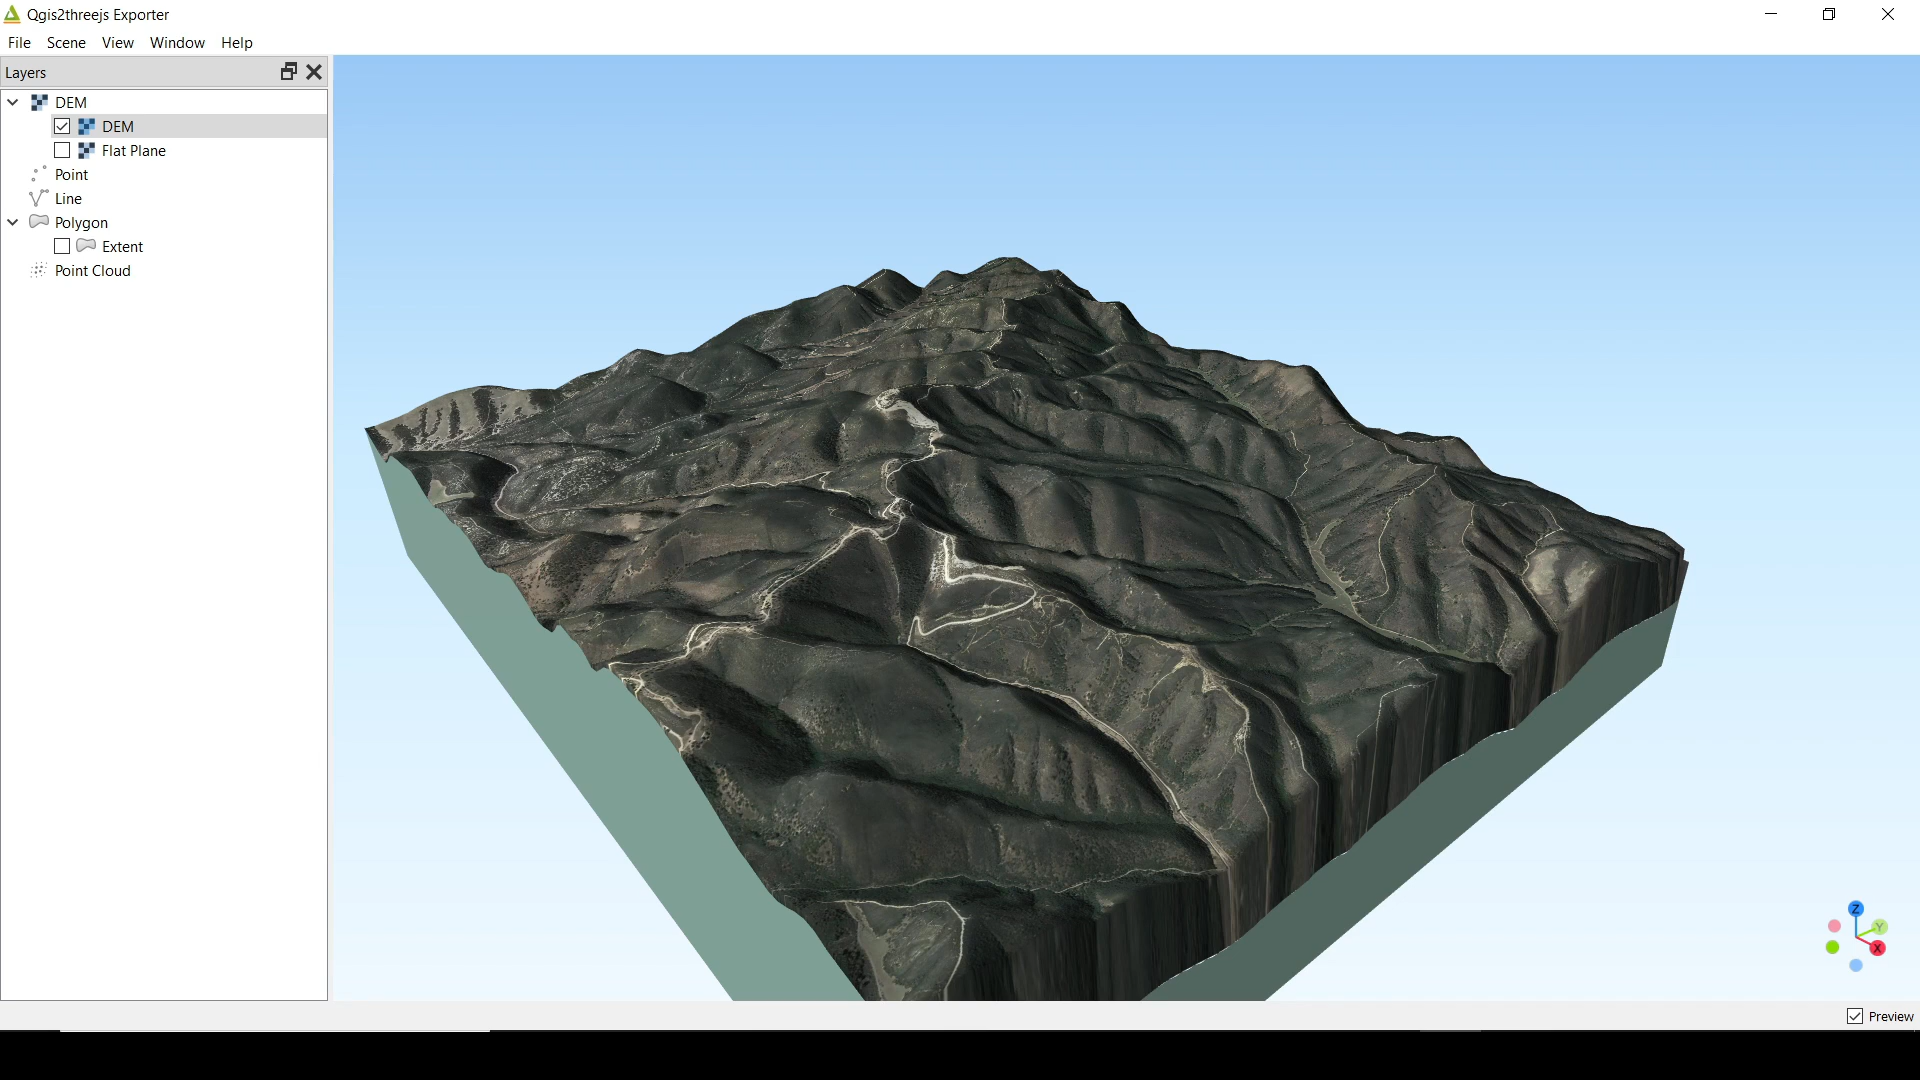 Qgis2threejs Exporter
File Scene View Window Help
Layers
DEM
DEM
Flat Plane
Point
Line
Polygon
Extent
Point Cloud
Z
Y
X
Preview